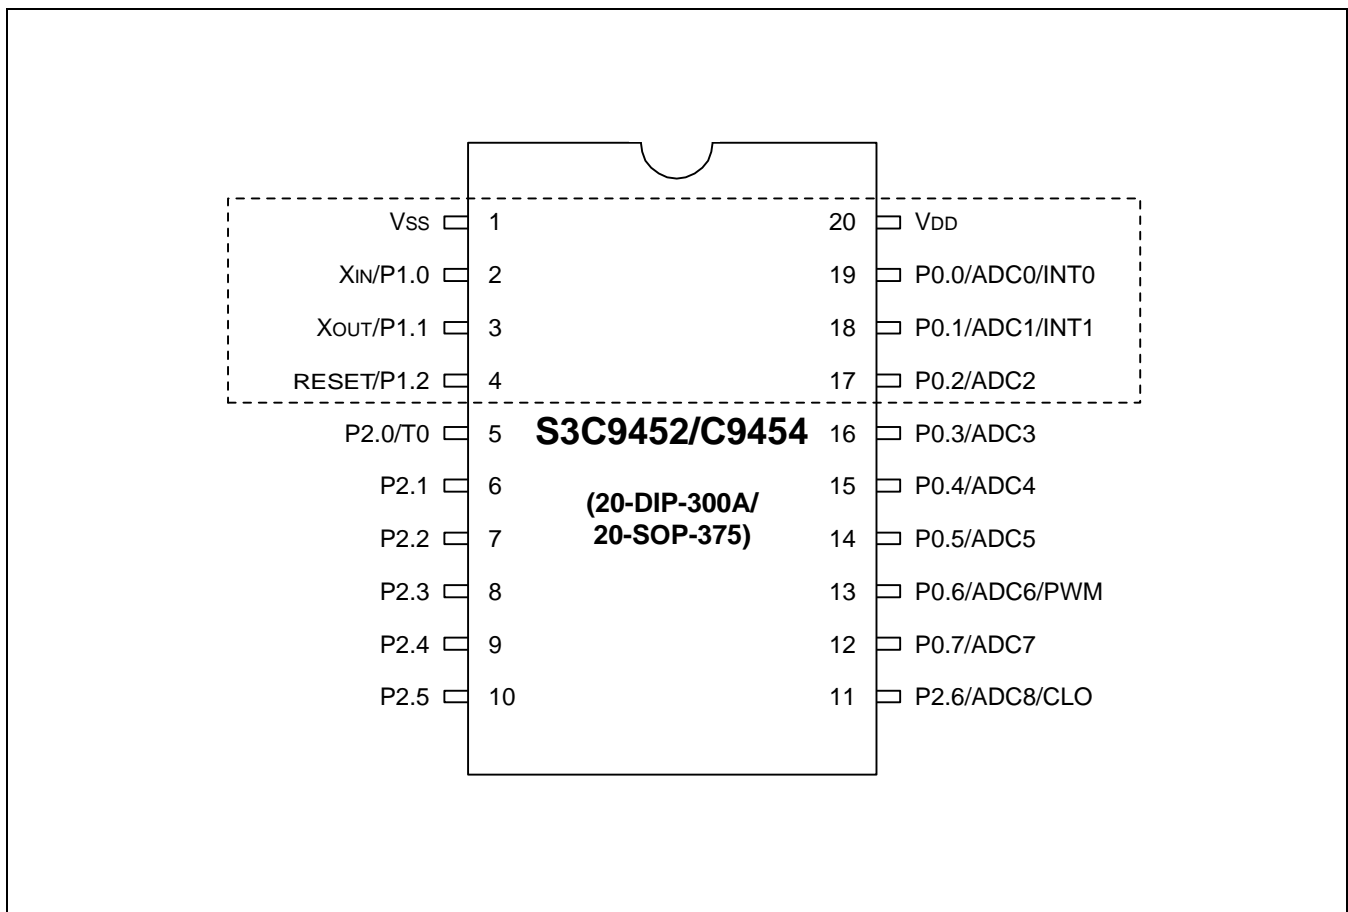 Vss 1 20 VDD
XIN/P1.0 2 19 P0.0/ADC0/INT0
XOUT/P1.1 3 18 P0.1/ADC1/INT1
RESET/P1.2 4 17 P0.2/ADC2
P2.0/T0 5 S3C9452/C9454 16 P0.3/ADC3
P2.1 6 15 P0.4/ADC4
(20-DIP-300A/
P2.2 7 20-SOP-375) 14 P0.5/ADC5
P2.3 8 13 P0.6/ADC6/PWM
P2.4 9 12 P0.7/ADC7
P2.5 10 11 P2.6/ADC8/CLO